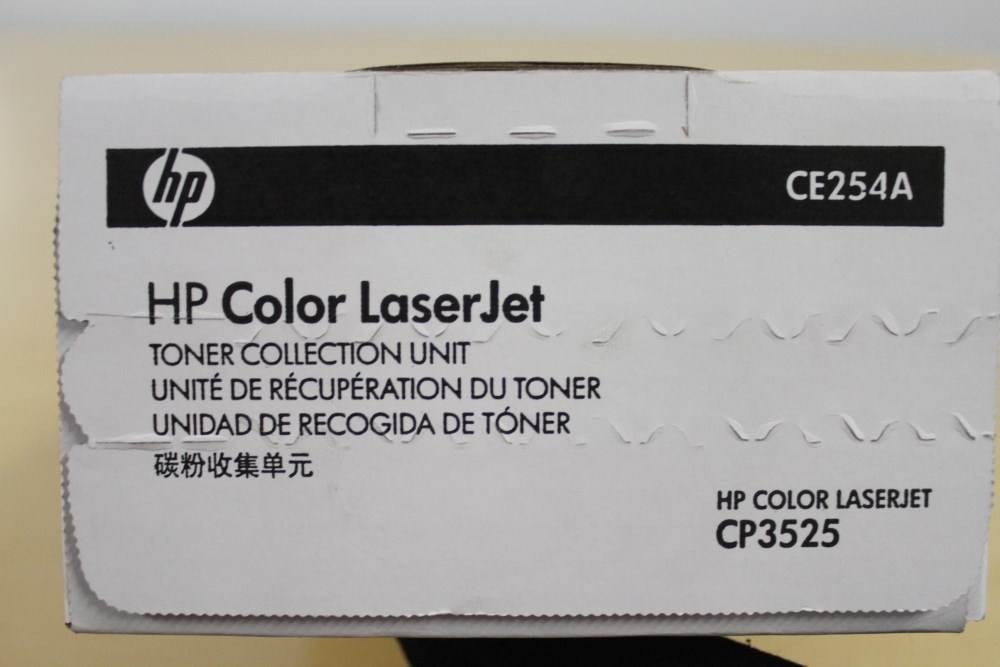 hp
CE254A
HP Color LaserJet
TONER COLLECTION UNIT
UNITÉ DE RÉCUPÉRATION DU TONER
UNIDAD DE RECOGIDA DE TÓNER
碳粉收集单元
HP COLOR LASERJET
CP3525